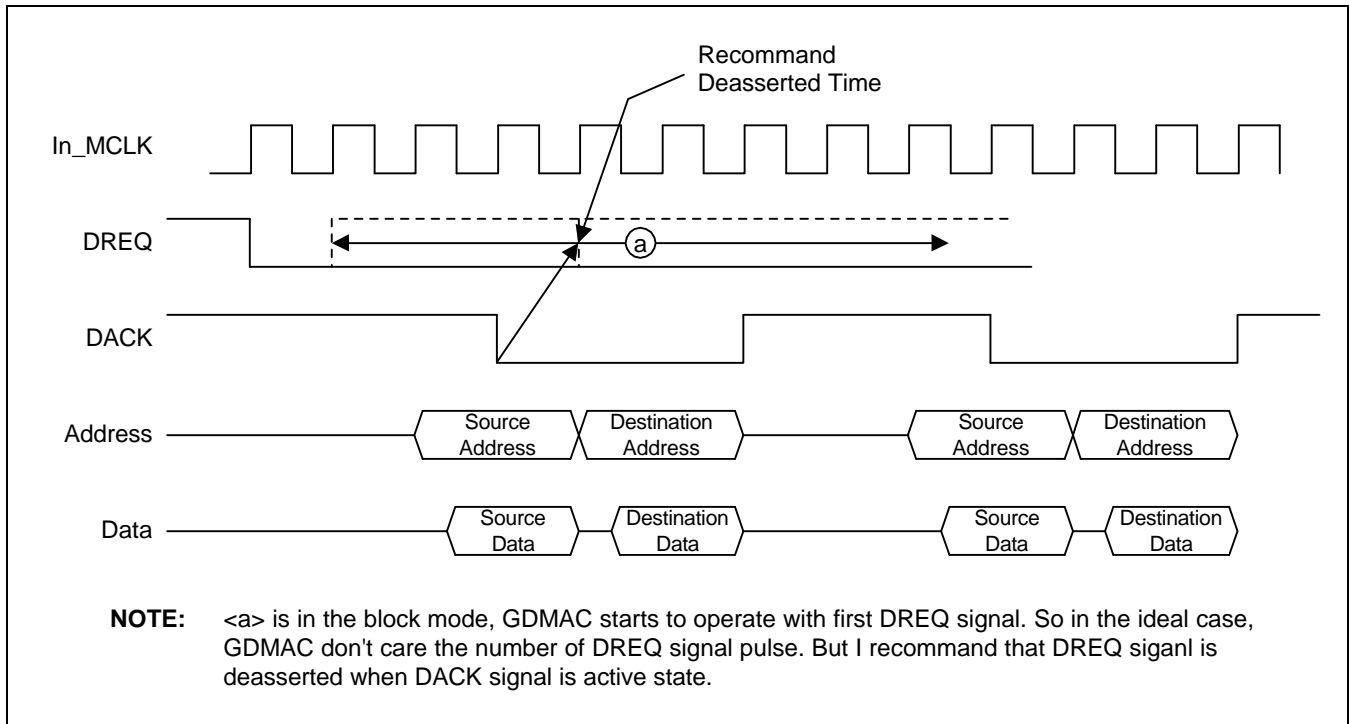 Recommand
Deasserted Time
In_MCLK
DREQ
a
DACK
Address
Source
Address
Destination
Address
Source
Address
Destination
Address
Data
Source
Data
Destination
Data
Source
Data
Destination
Data
NOTE: <a> is in the block mode, GDMAC starts to operate with first DREQ signal. So in the ideal case,
GDMAC don't care the number of DREQ signal pulse. But I recommand that DREQ siganl is
deasserted when DACK signal is active state.